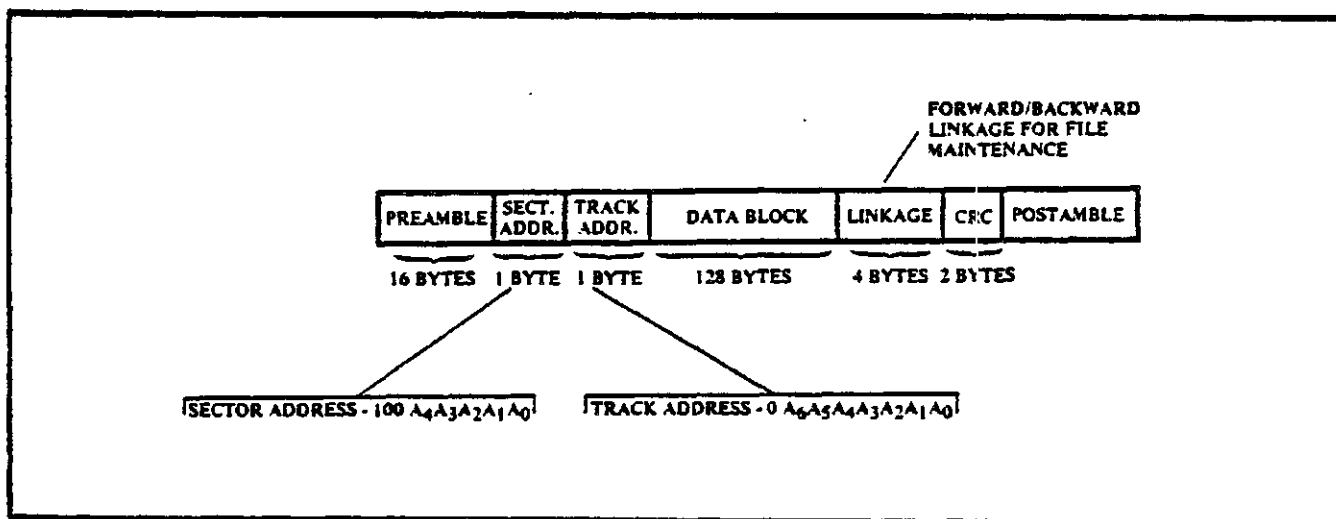 FORWARD/BACKWARD
LINKAGE FOR FILE
MAINTENANCE
PREAMBLE
SECT.
ADDR.
TRACK
ADDR.
DATA BLOCK
LINKAGE
CRC
POSTAMBLE
16 BYTES
1 BYTE
1 BYTE
128 BYTES
4 BYTES
2 BYTES
SECTOR ADDRESS - 100 A₄A₃A₂A₁A₀
TRACK ADDRESS - 0 A₆A₅A₄A₃A₂A₁A₀